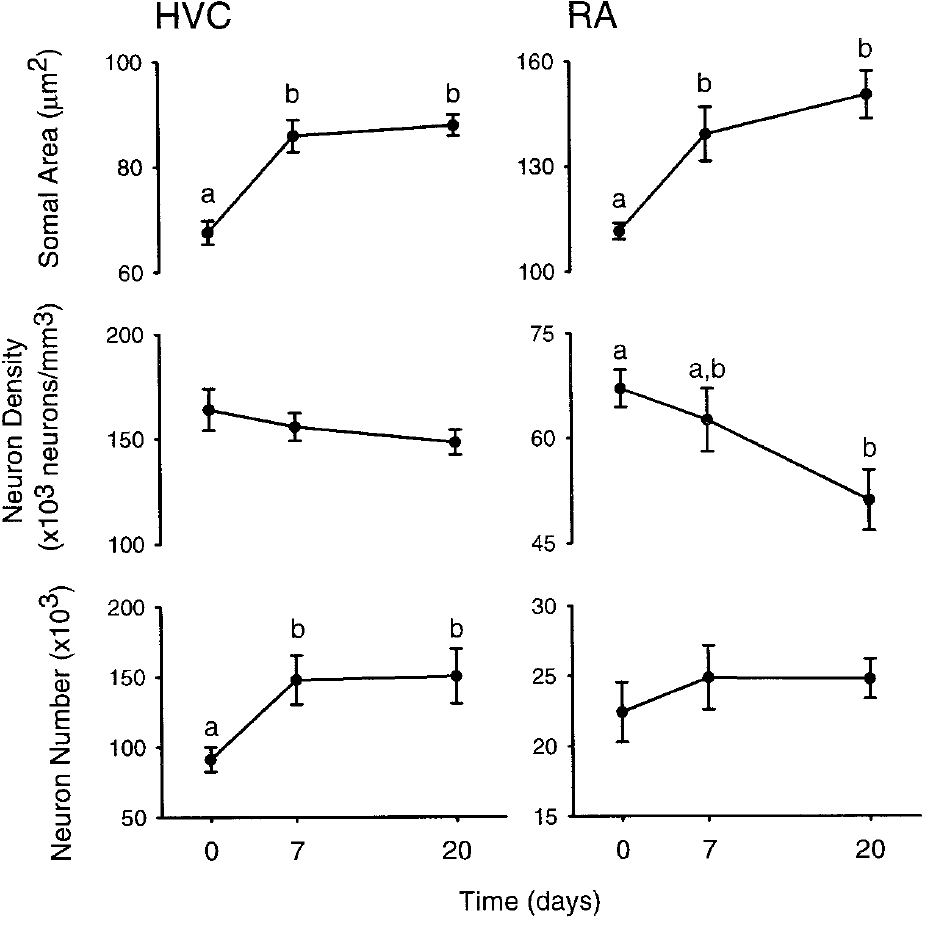 HVC
RA
Somal Area (μm2)
100
80
60
a
b
b
160
130
100
a
b
b
Neuron Density
(x103 neurons/mm3)
200
150
100
75
60
45
a
a,b
b
Neuron Number (x103)
200
150
100
50
a
b
b
30
25
20
15
0 7 20
0 7 20
Time (days)